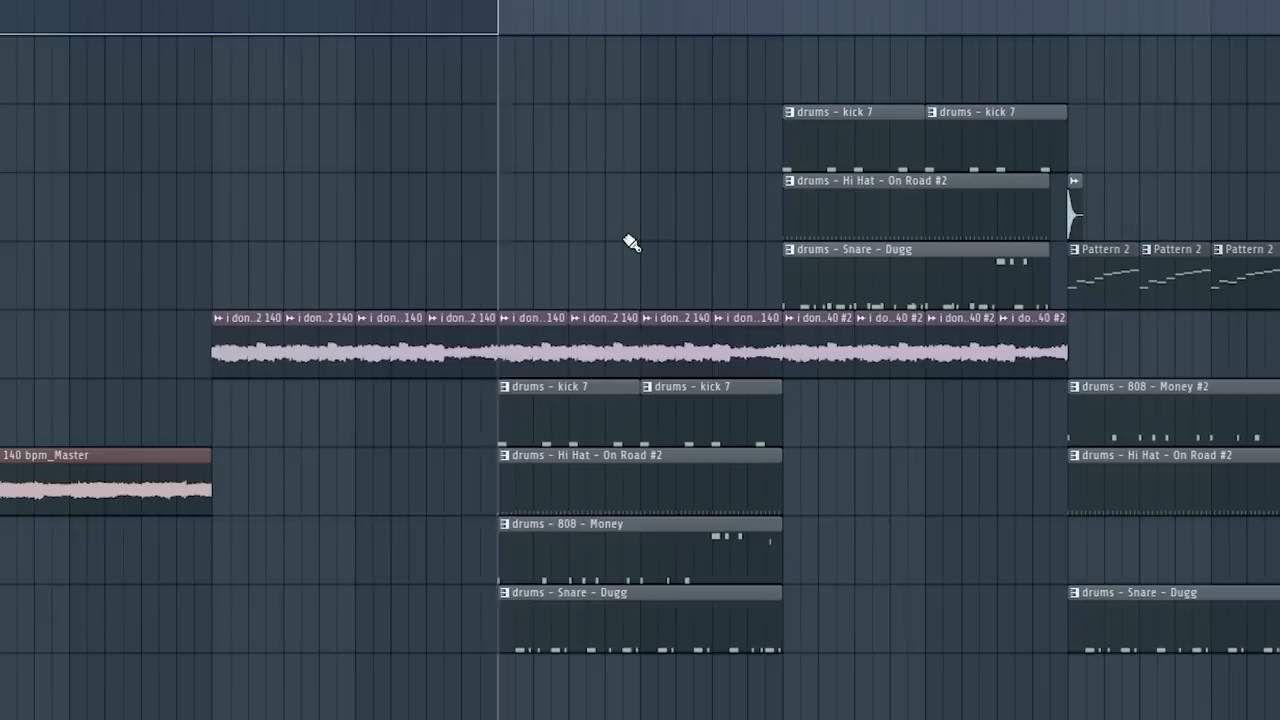 drums - kick 7 drums - kick 7
drums - Hi Hat - On Road #2
drums - Snare - Dugg Pattern 2 Pattern 2 Pattern 2
i don..2 140 i don..2 140 i don..140 i don..2 140 i don..140 i don..2 140 i don..2 140 i don..140 i don..40 #2 i do..40 #2 i don..40 #2 i do..40 #2
drums - kick 7 drums - kick 7 drums - 808 - Money #2
140 bpm_Master drums - Hi Hat - On Road #2 drums - Hi Hat - On Road #2
drums - 808 - Money
drums - Snare - Dugg drums - Snare - Dugg